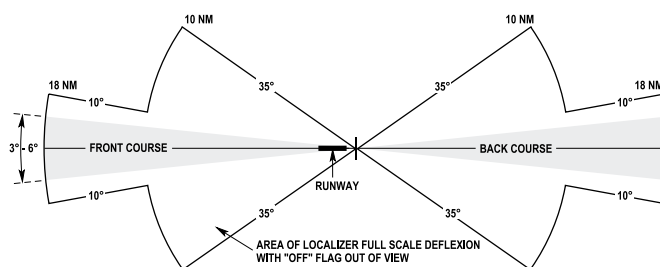 10 NM
10 NM
18 NM
18 NM
10°
35°
35°
10°
3° - 6°
FRONT COURSE
BACK COURSE
RUNWAY
10°
35°
35°
10°
AREA OF LOCALIZER FULL SCALE DEFLEXION
WITH "OFF" FLAG OUT OF VIEW